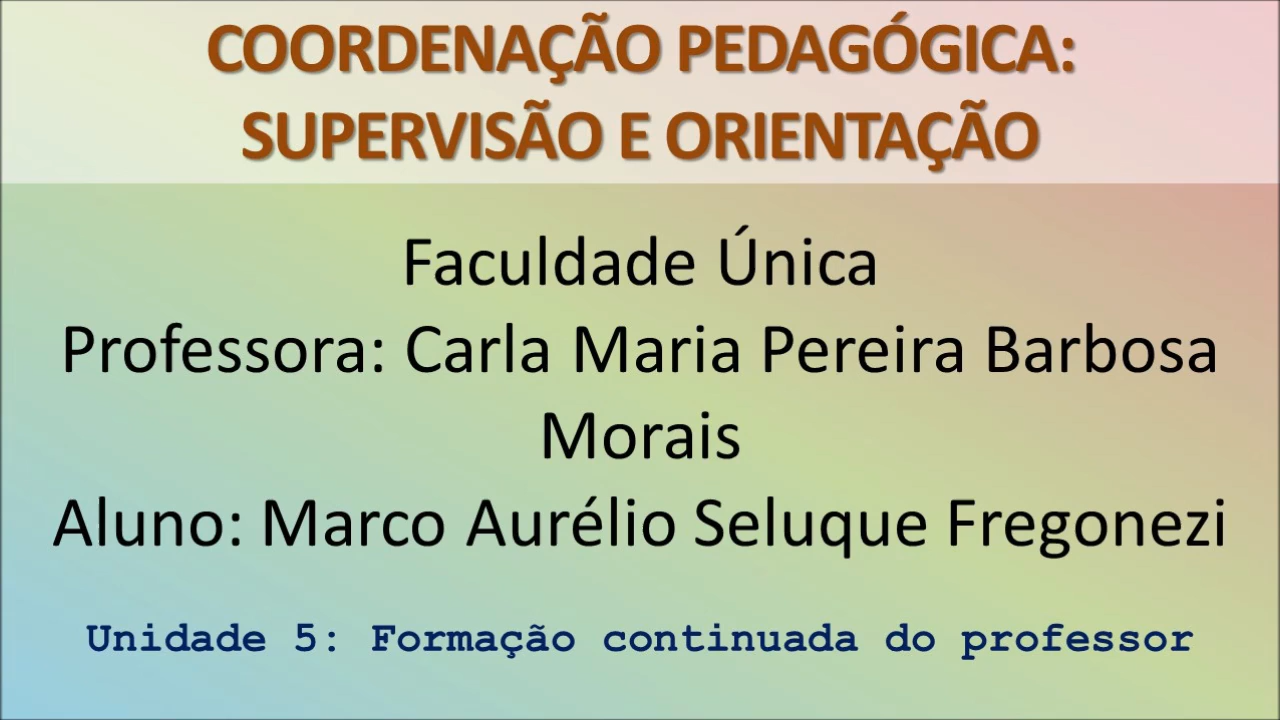 COORDENAÇÃO PEDAGÓGICA:
SUPERVISÃO E ORIENTAÇÃO
Faculdade Única
Professora: Carla Maria Pereira Barbosa
Morais
Aluno: Marco Aurélio Seluque Fregonezi
Unidade 5: Formação continuada do professor